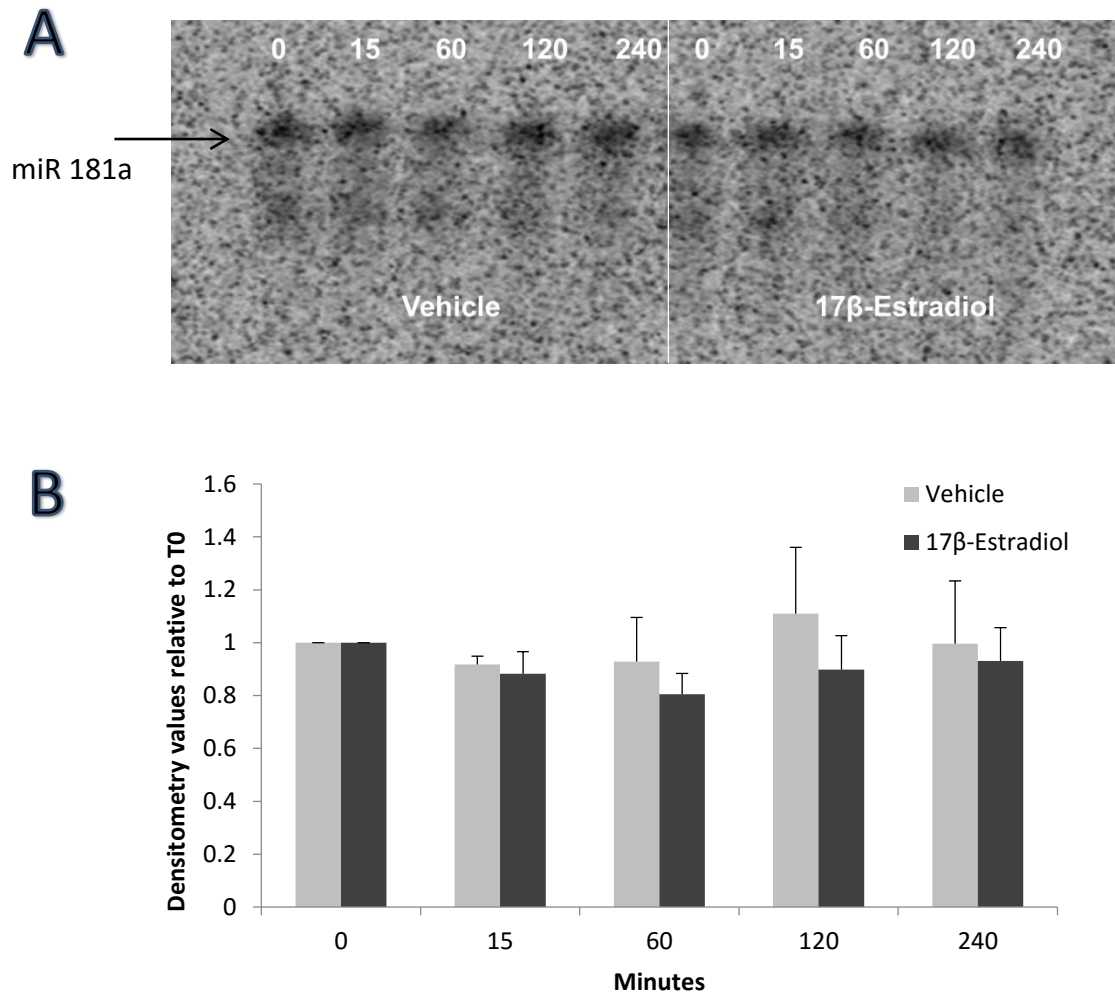 A
0 15 60 120 240 0 15 60 120 240
miR 181a
Vehicle 17β-Estradiol
B
1.6
1.4
1.2
1
0.8
0.6
0.4
0.2
0
Densitometry values relative to T0
Vehicle
17β-Estradiol
0 15 60 120 240
Minutes